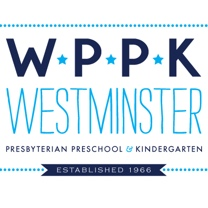 W★P★P★K
WESTMINSTER
PRESBYTERIAN PRESCHOOL & KINDERGARTEN
ESTABLISHED 1966